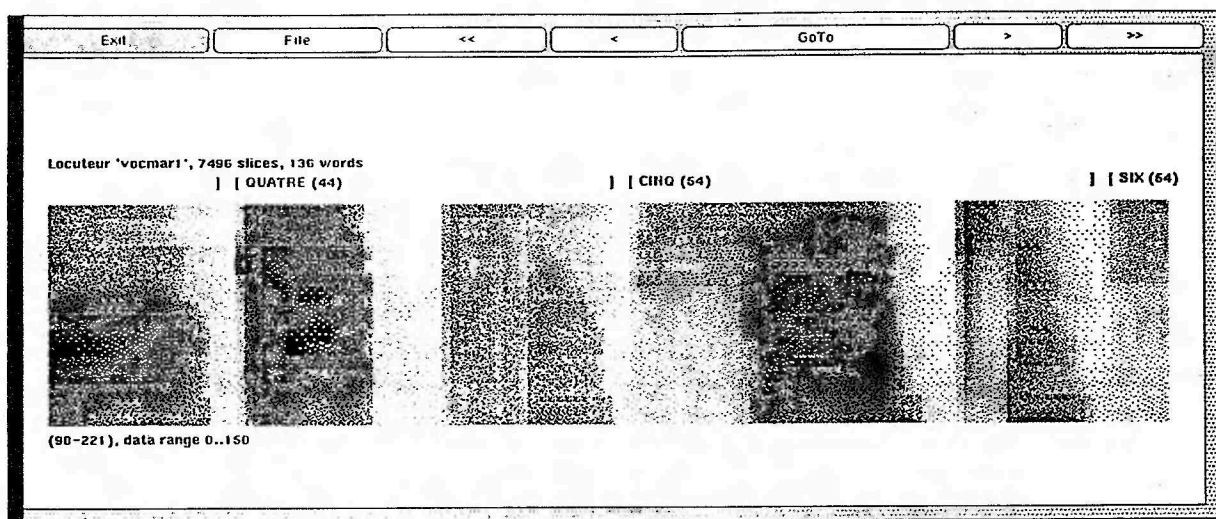 Exit File << < GoTo > >>
Locuteur 'vocmar1', 7496 slices, 136 words
] [ QUATRE (44) ] [ CINQ (54) ] [ SIX (54)
(90-221), data range 0..150